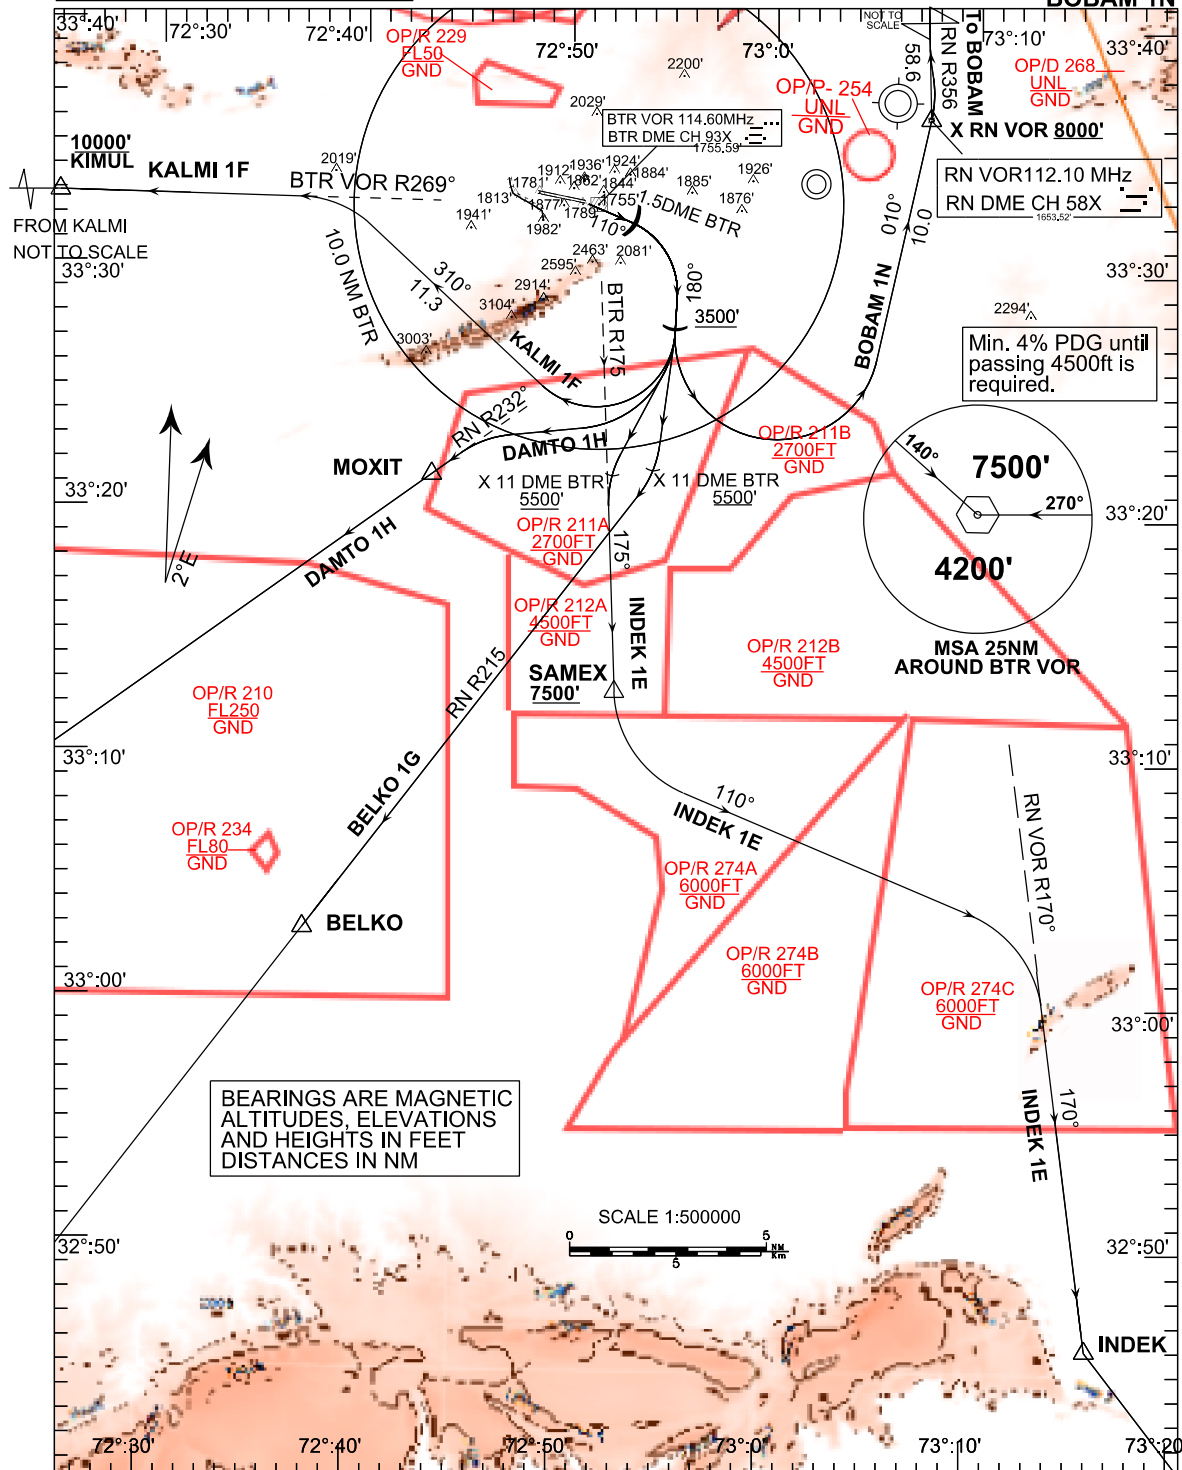 BOBAM 1N
33°:40'
72°:30'
72°:40'
OP/R 229
FL50
GND
72°:50'
73°:0'
NOT TO
SCALE
To BOBAM
RN R356
58.6
73°:10'
33°:40'
OP/D 268
UNL
GND
2200'
OP/P- 254
UNL
GND
2029'
BTR VOR 114.60MHz
BTR DME CH 93X
1755.59'
X RN VOR 8000'
RN VOR112.10 MHz
RN DME CH 58X
1653.52'
10000'
KIMUL
KALMI 1F
2019'
BTR VOR R269°
1912'
1936'
1924'
1884'
1926'
1781'
1862'
1844'
1885'
1813'
1877'
1755'
1876'
1941'
1789'
1982'
110°
1.5DME BTR
FROM KALMI
NOT TO SCALE
33°:30'
10.0 NM BTR
310°
11.3
2463'
2081'
2595'
2914'
3104'
3003'
BTR R175
180°
3500'
010°
10.0
BOBAM 1N
33°:30'
2294'
Min. 4% PDG until
passing 4500ft is
required.
KALMI 1F
RN R232°
DAMTO 1H
MOXIT
X 11 DME BTR
5500'
X 11 DME BTR
5500'
OP/R 211B
2700FT
GND
140°
7500'
270°
4200'
MSA 25NM
AROUND BTR VOR
33°:20'
33°:20'
OP/R 211A
2700FT
GND
175°
2°E
DAMTO 1H
OP/R 212A
4500FT
GND
INDEK 1E
OP/R 212B
4500FT
GND
SAMEX
7500'
RN R215
OP/R 210
FL250
GND
33°:10'
33°:10'
BELKO 1G
110°
INDEK 1E
RN VOR R170°
OP/R 234
FL80
GND
OP/R 274A
6000FT
GND
BELKO
OP/R 274B
6000FT
GND
OP/R 274C
6000FT
GND
33°:00'
33°:00'
BEARINGS ARE MAGNETIC
ALTITUDES, ELEVATIONS
AND HEIGHTS IN FEET
DISTANCES IN NM
170°
INDEK 1E
SCALE 1:500000
0
5
NM
Km
5
32°:50'
32°:50'
INDEK
72°:30'
72°:40'
72°:50'
73°:0'
73°:10'
73°:20'